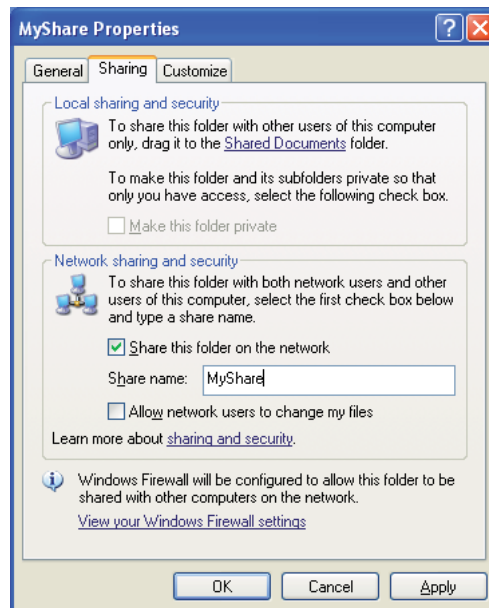 MyShare Properties
General Sharing Customize
Local sharing and security
To share this folder with other users of this computer
only, drag it to the Shared Documents folder.
To make this folder and its subfolders private so that
only you have access, select the following check box.
Make this folder private
Network sharing and security
To share this folder with both network users and other
users of this computer, select the first check box below
and type a share name.
Share this folder on the network
Share name: MyShare
Allow network users to change my files
Learn more about sharing and security.
Windows Firewall will be configured to allow this folder to be
shared with other computers on the network.
View your Windows Firewall settings
OK Cancel Apply